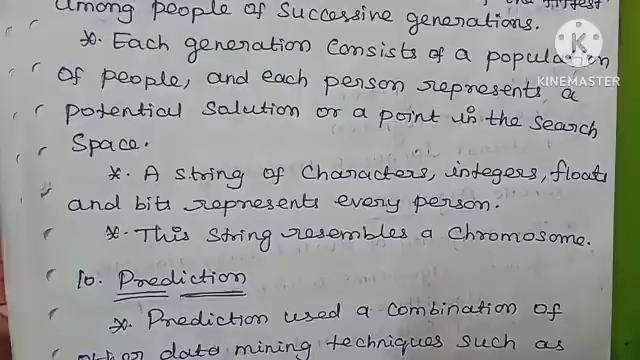 among people of successive generations.
*. Each generation consists of a population
of people, and each person represents a
potential solution or a point in the search
space.
*. A string of characters, integers, floats
and bits represents every person.
*. This string resembles a chromosome.
10. Prediction
*. Prediction used a combination of
other data mining techniques such as
KINEMASTER